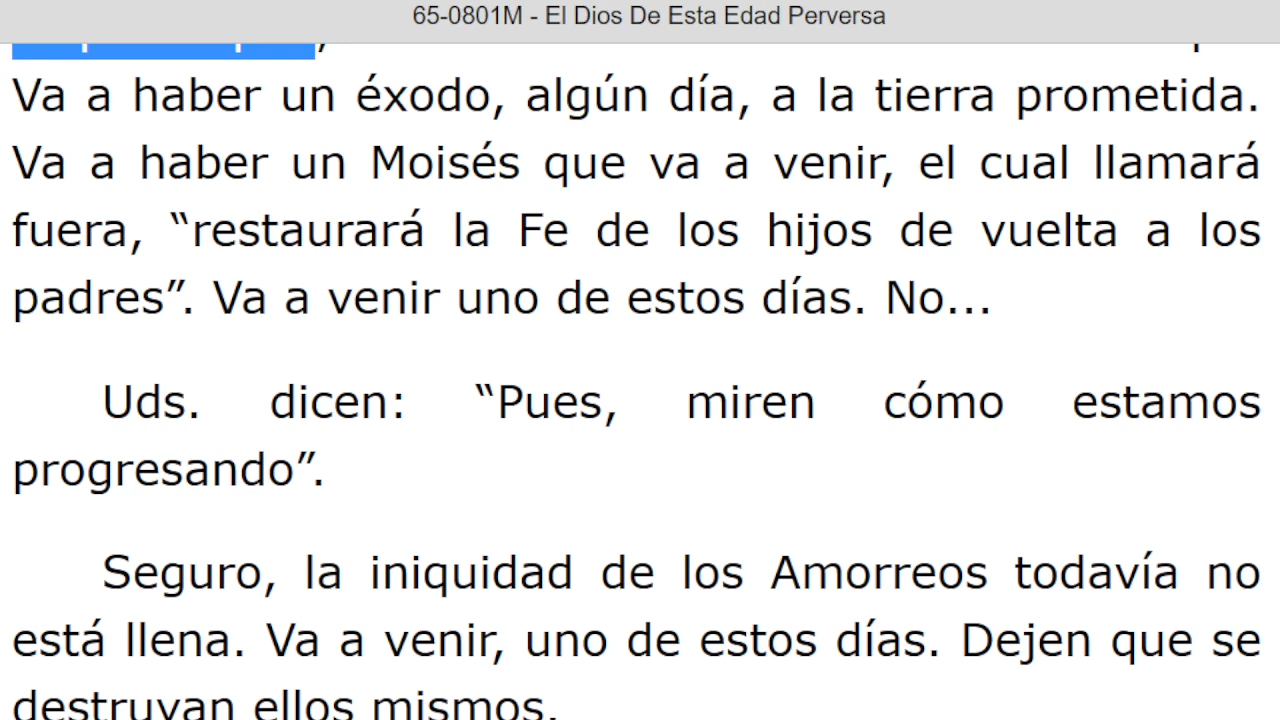 65-0801M - El Dios De Esta Edad Perversa
Va a haber un éxodo, algún día, a la tierra prometida.
Va a haber un Moisés que va a venir, el cual llamará
fuera, “restaurará la Fe de los hijos de vuelta a los
padres”. Va a venir uno de estos días. No...
Uds. dicen: “Pues, miren cómo estamos
progresando”.
Seguro, la iniquidad de los Amorreos todavía no
está llena. Va a venir, uno de estos días. Dejen que se
destruyan ellos mismos.